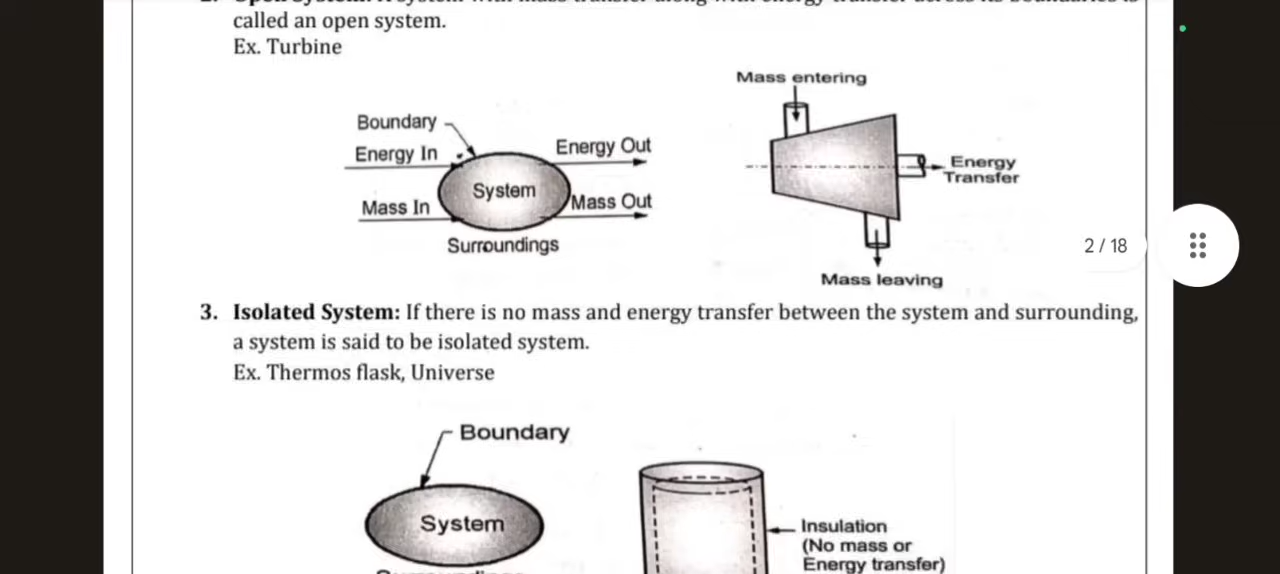 called an open system.
Ex. Turbine
Mass entering
Boundary
Energy In
Energy Out
System
Mass In
Mass Out
Surroundings
Energy
Transfer
Mass leaving
2 / 18
3. Isolated System: If there is no mass and energy transfer between the system and surrounding,
a system is said to be isolated system.
Ex. Thermos flask, Universe
Boundary
System
Insulation
(No mass or
Energy transfer)